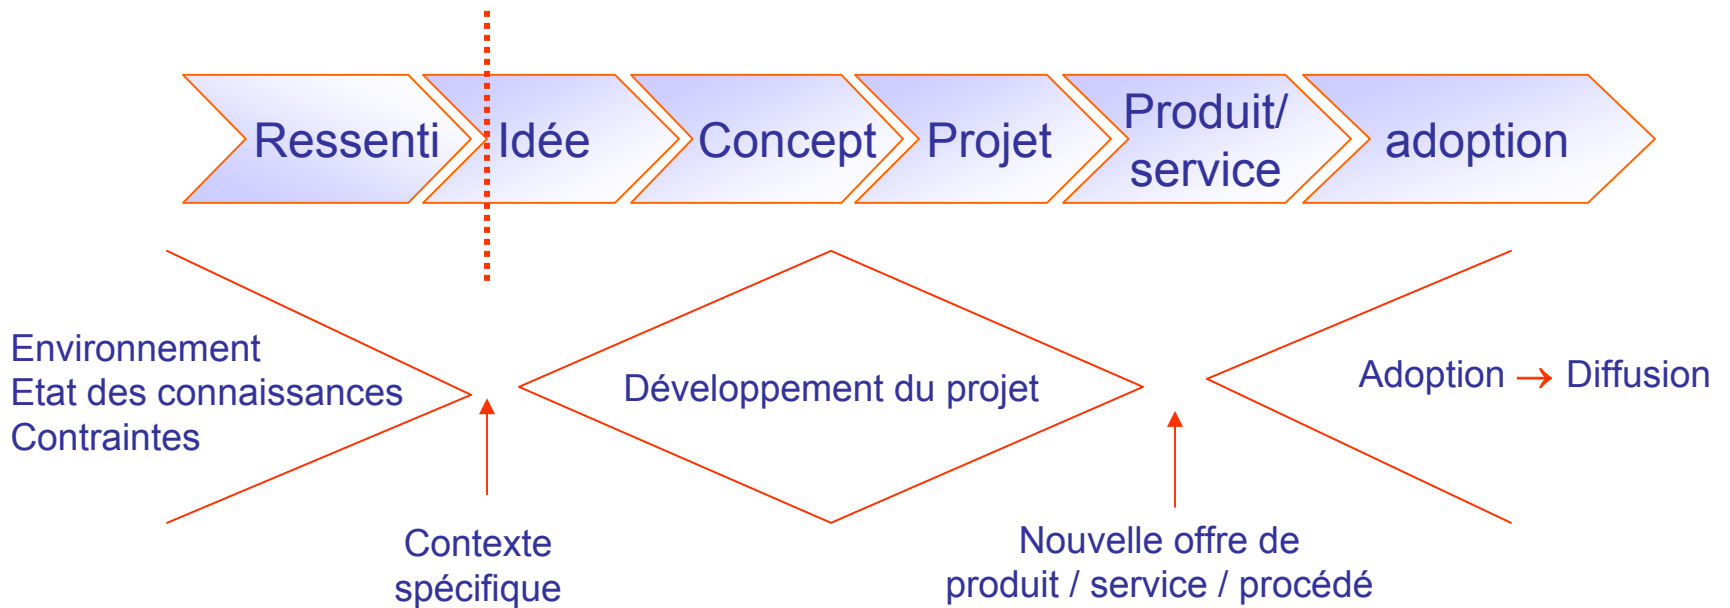 Ressenti
Idée
Concept
Projet
Produit/
service
adoption
Environnement
Etat des connaissances
Contraintes
Développement du projet
Adoption → Diffusion
Contexte
spécifique
Nouvelle offre de
produit / service / procédé